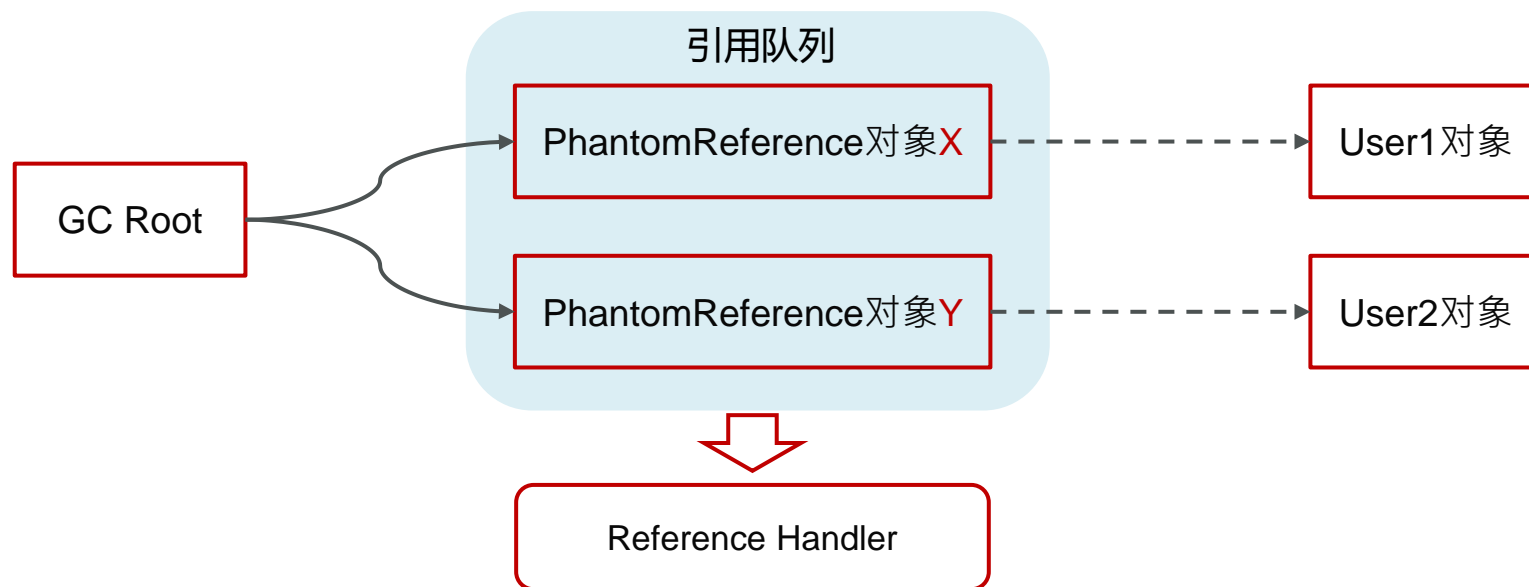 引用队列
PhantomReference对象X
User1对象
GC Root
PhantomReference对象Y
User2对象
Reference Handler